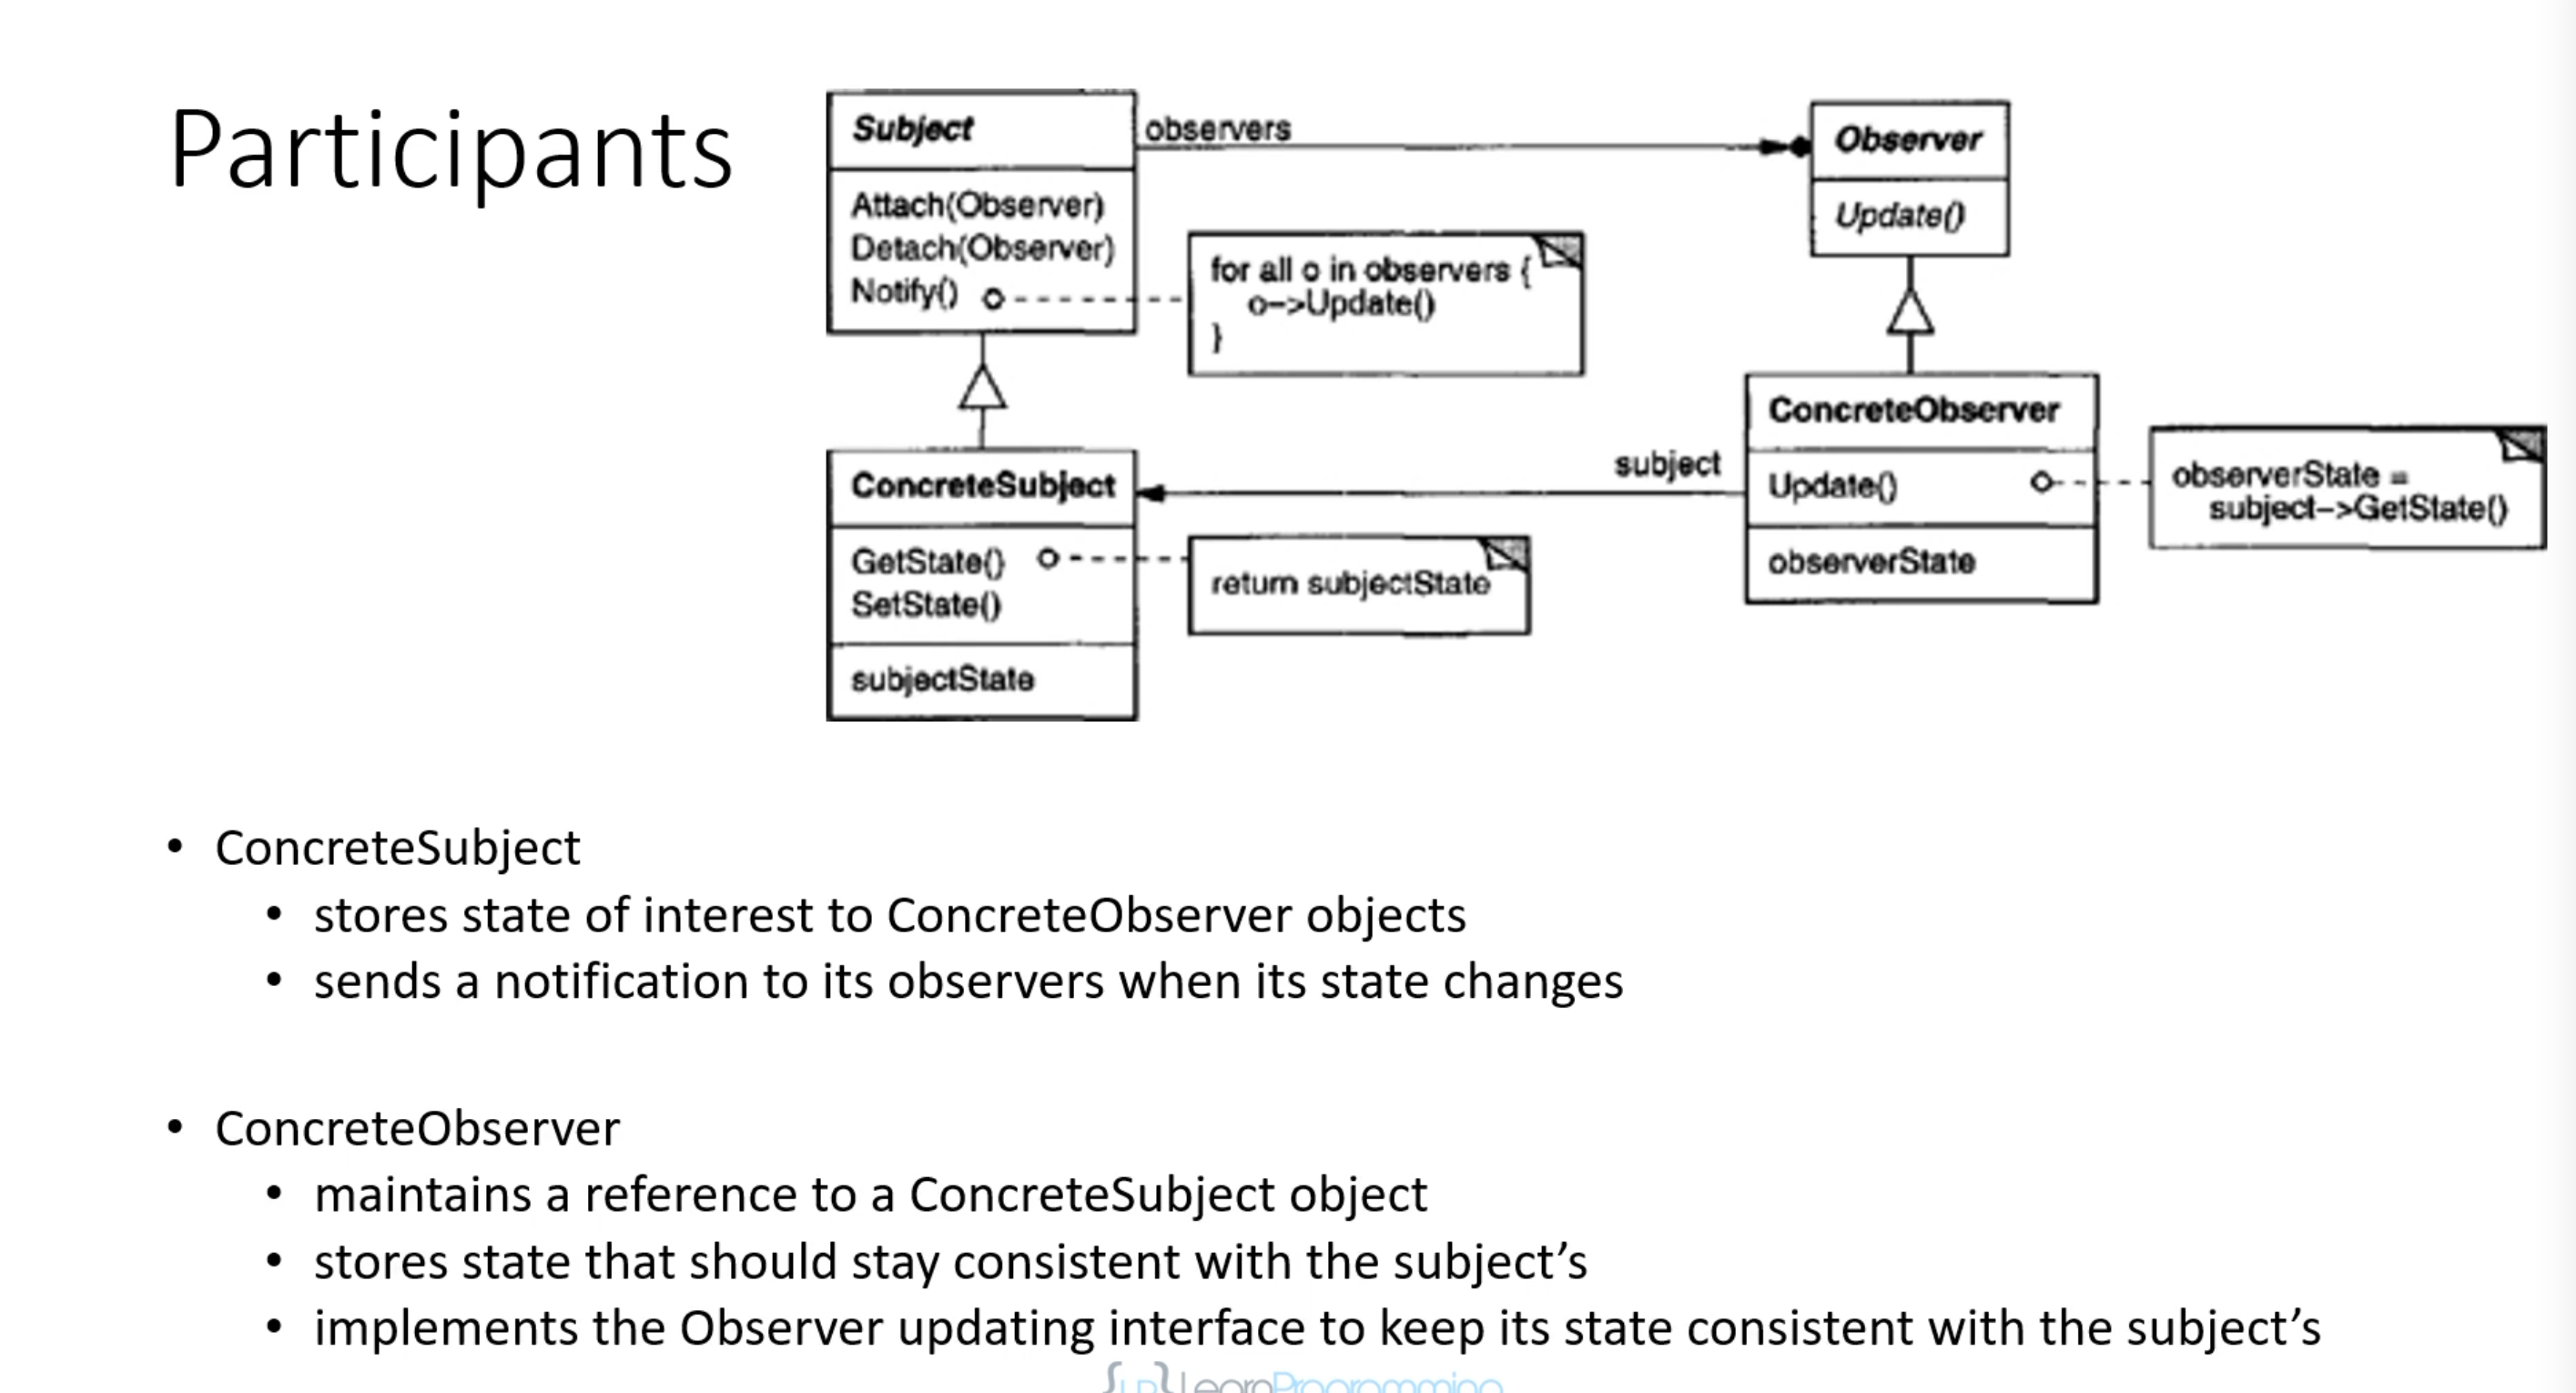 Participants
Subject
Attach(Observer)
Detach(Observer)
Notify()
observers
for all o in observers {
o->Update()
}
Observer
Update()
ConcreteSubject
GetState()
SetState()
subjectState
return subjectState
subject
ConcreteObserver
Update()
observerState
observerState =
subject->GetState()
• ConcreteSubject
• stores state of interest to ConcreteObserver objects
• sends a notification to its observers when its state changes
• ConcreteObserver
• maintains a reference to a ConcreteSubject object
• stores state that should stay consistent with the subject’s
• implements the Observer updating interface to keep its state consistent with the subject’s
{LP} LearnProgramming